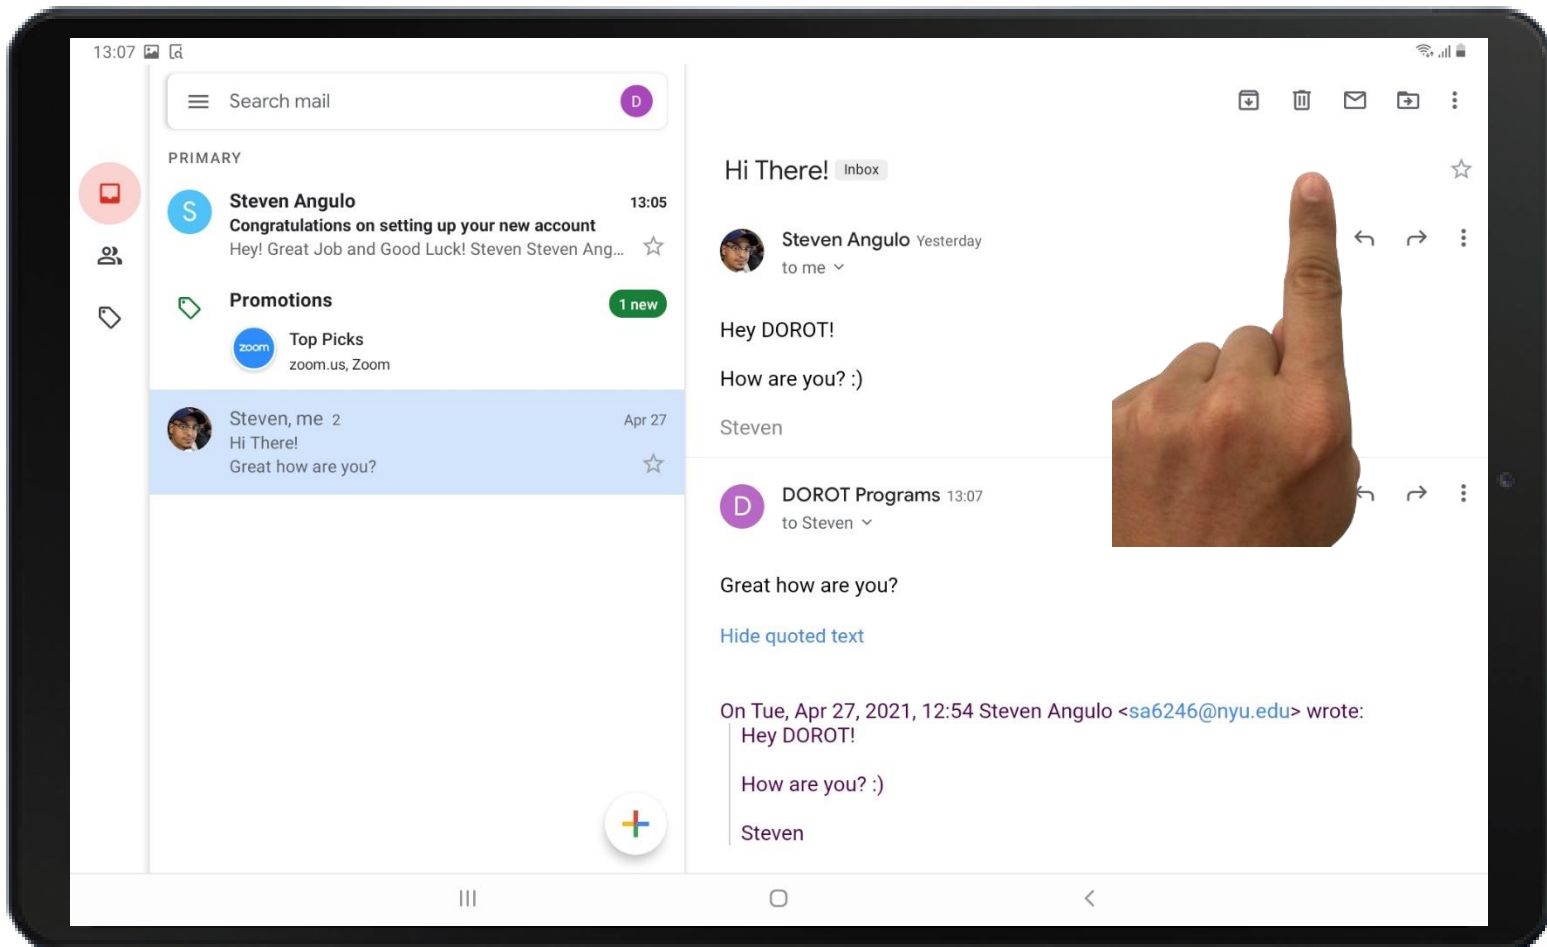 13:07
Search mail
D
PRIMARY
S
Steven Angulo 13:05
Congratulations on setting up your new account
Hey! Great Job and Good Luck! Steven Steven Ang...
Promotions 1 new
zoom
Top Picks
zoom.us, Zoom
Steven, me 2 Apr 27
Hi There!
Great how are you?
Hi There! Inbox
Steven Angulo Yesterday
to me
Hey DOROT!
How are you? :)
Steven
D
DOROT Programs 13:07
to Steven
Great how are you?
Hide quoted text
On Tue, Apr 27, 2021, 12:54 Steven Angulo <sa6246@nyu.edu> wrote:
Hey DOROT!
How are you? :)
Steven